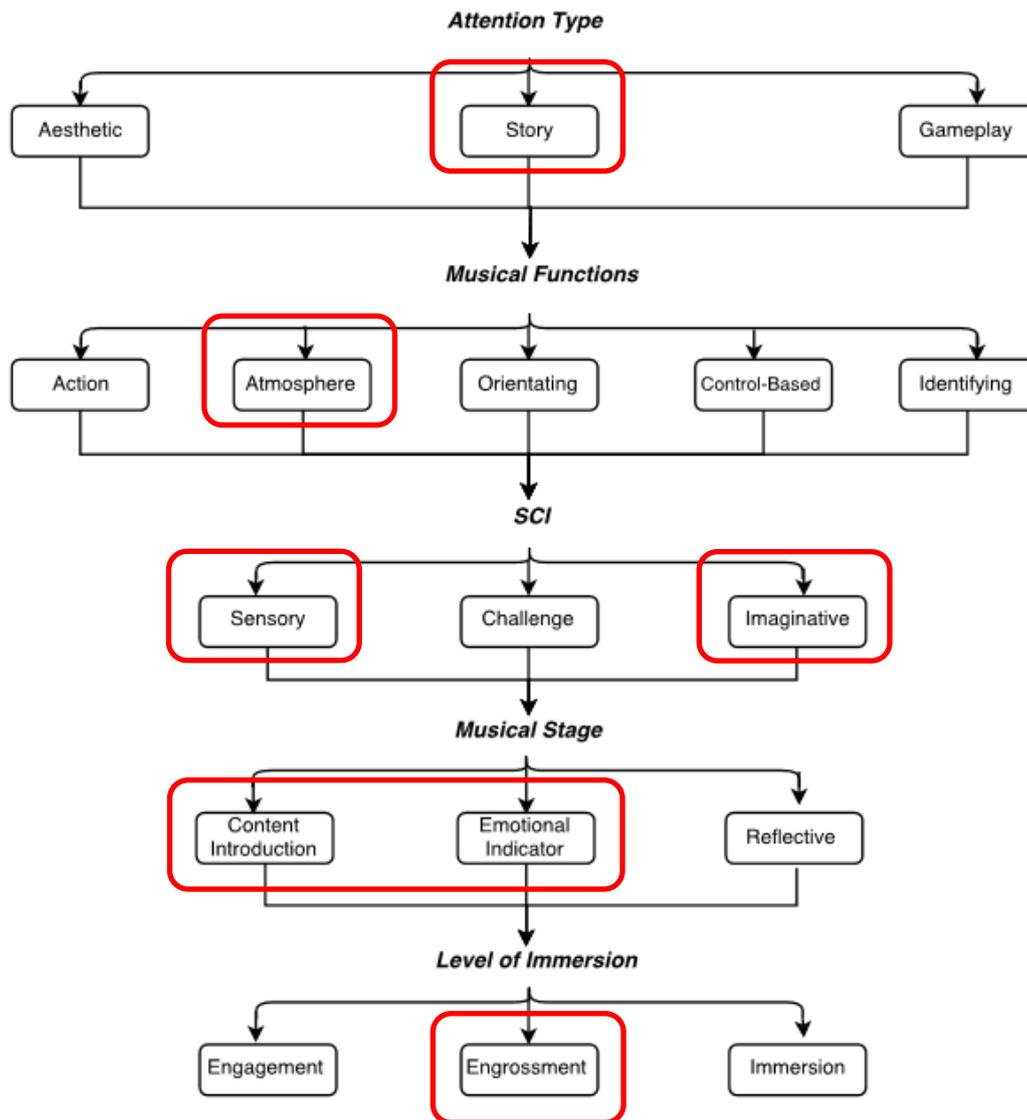 Attention Type
Aesthetic
Story
Gameplay
Musical Functions
Action
Atmosphere
Orientating
Control-Based
Identifying
SCI
Sensory
Challenge
Imaginative
Musical Stage
Content
Introduction
Emotional
Indicator
Reflective
Level of Immersion
Engagement
Engrossment
Immersion